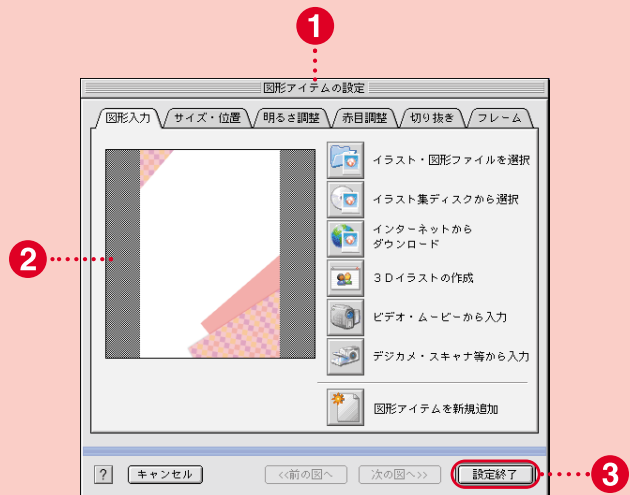 1
図形アイテムの設定
図形入力
サイズ・位置
明るさ調整
赤目調整
切り抜き
フレーム
イラスト・図形ファイルを選択
イラスト集ディスクから選択
インターネットから
ダウンロード
3Dイラストの作成
ビデオ・ムービーから入力
デジカメ・スキャナ等から入力
図形アイテムを新規追加
2
?
キャンセル
<<前の図へ
次の図へ>>
設定終了
3